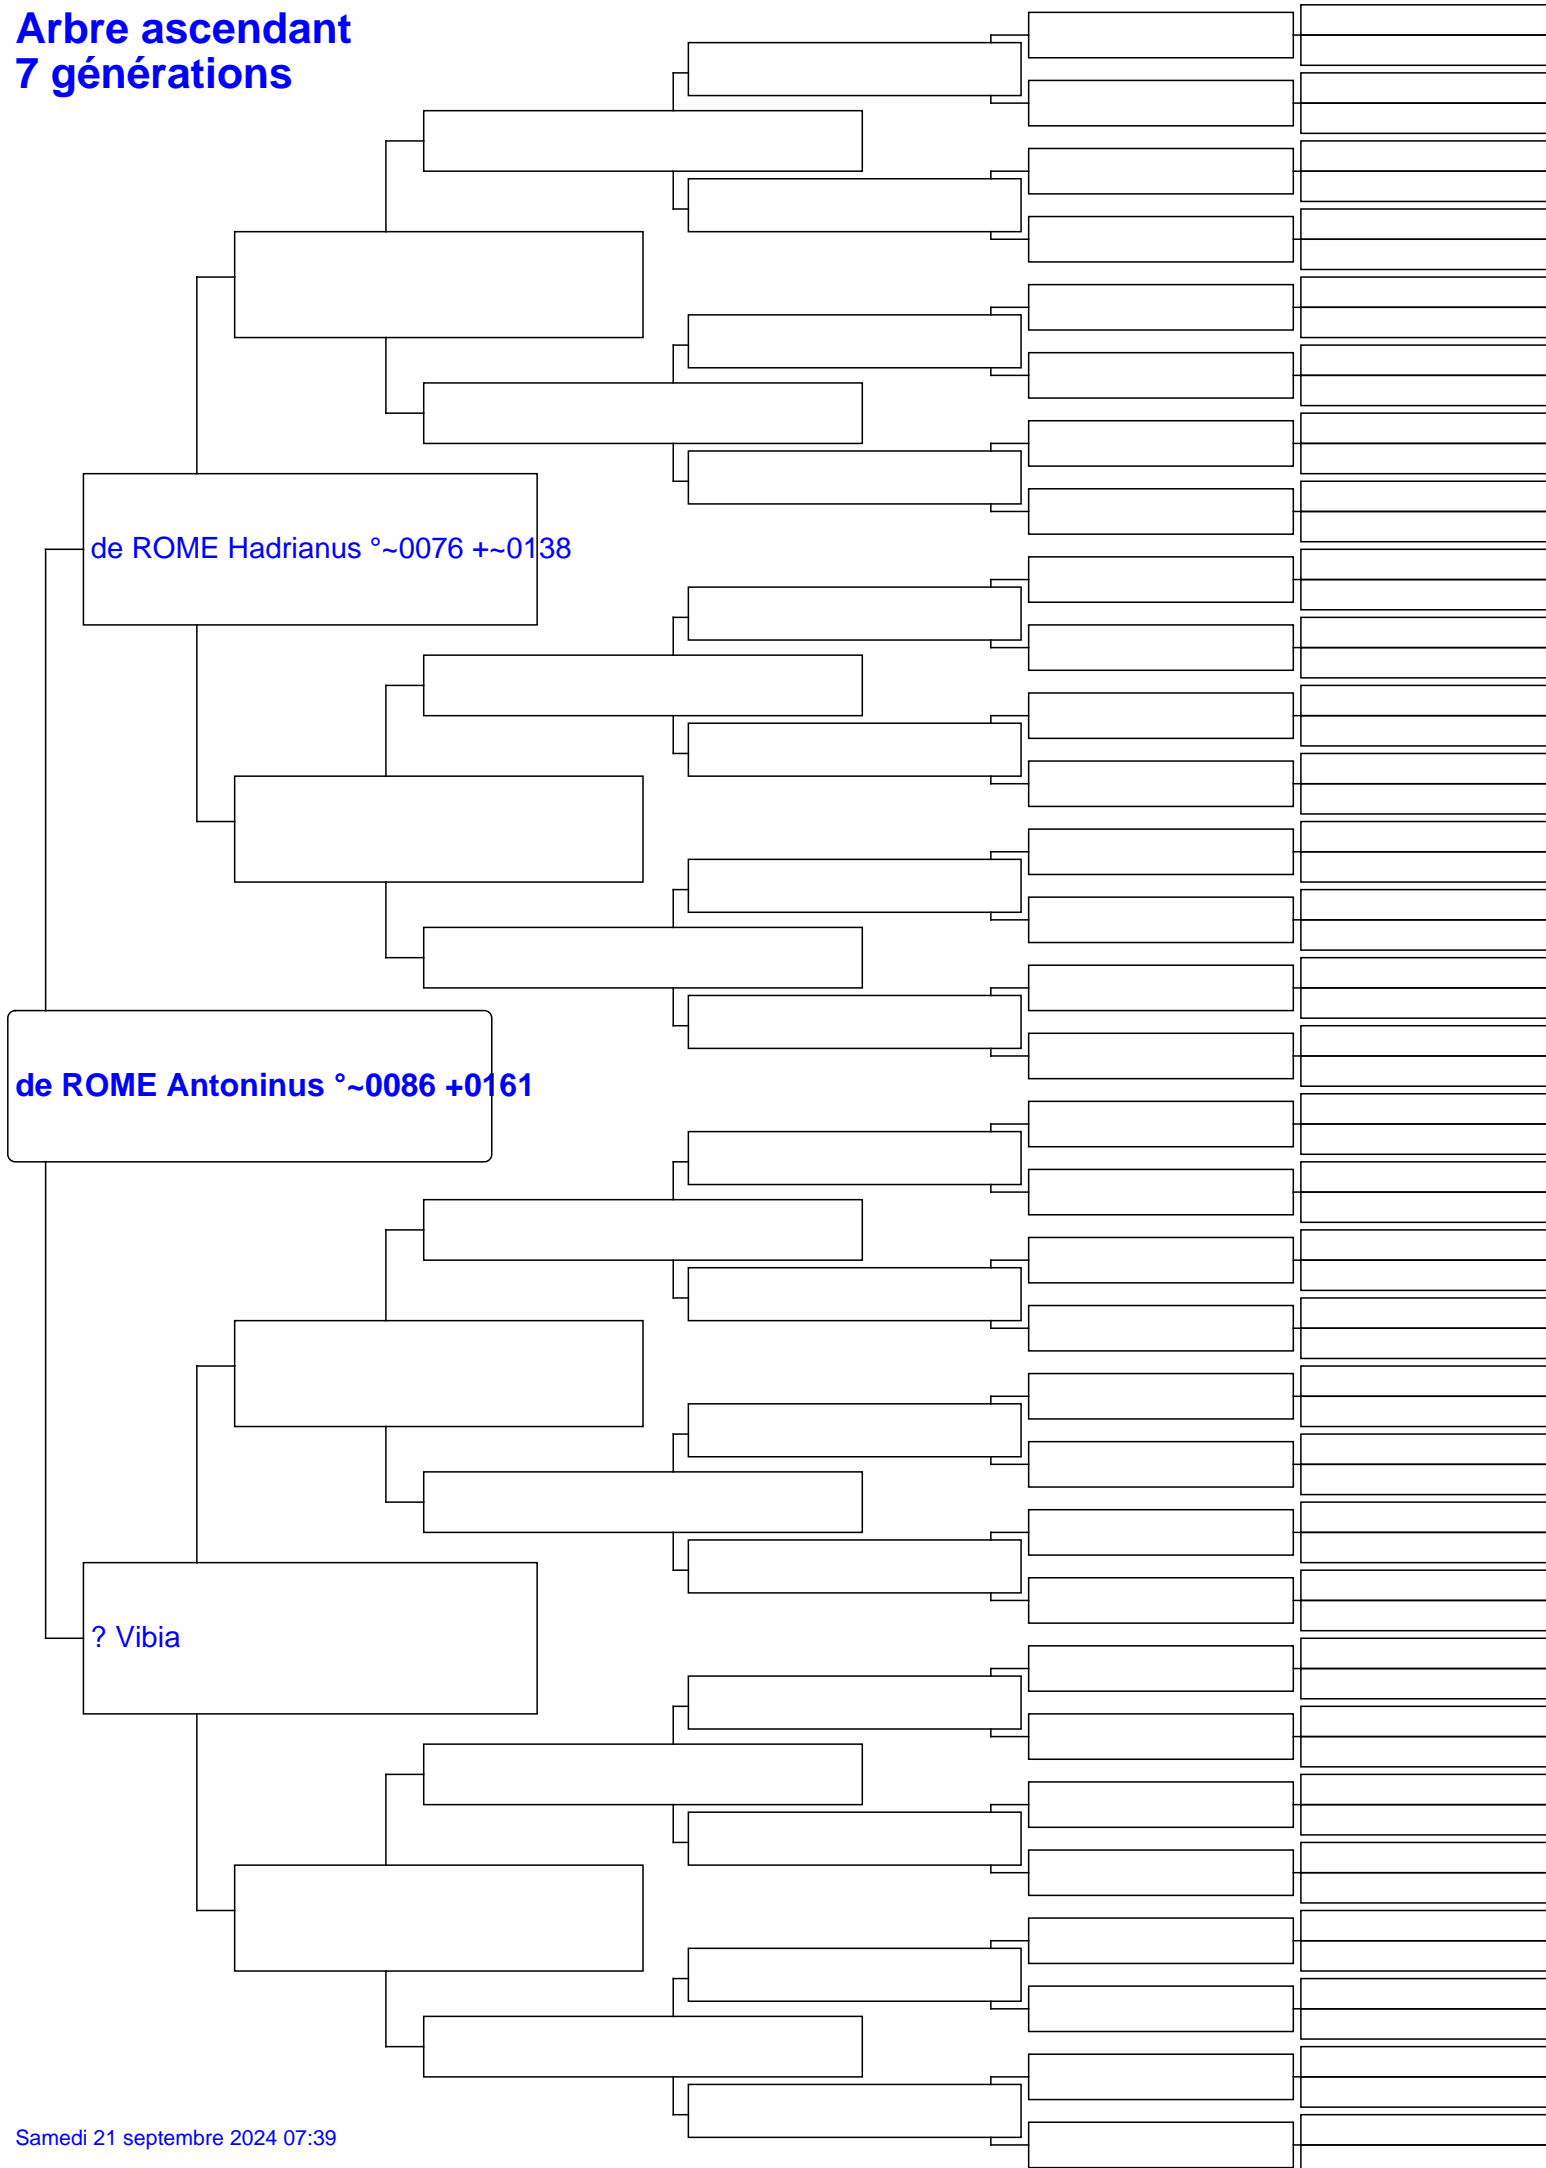 Arbre ascendant
7 générations
de ROME Hadrianus °~0076 +~0138
de ROME Antoninus °~0086 +0161
? Vibia
Samedi 21 septembre 2024 07:39